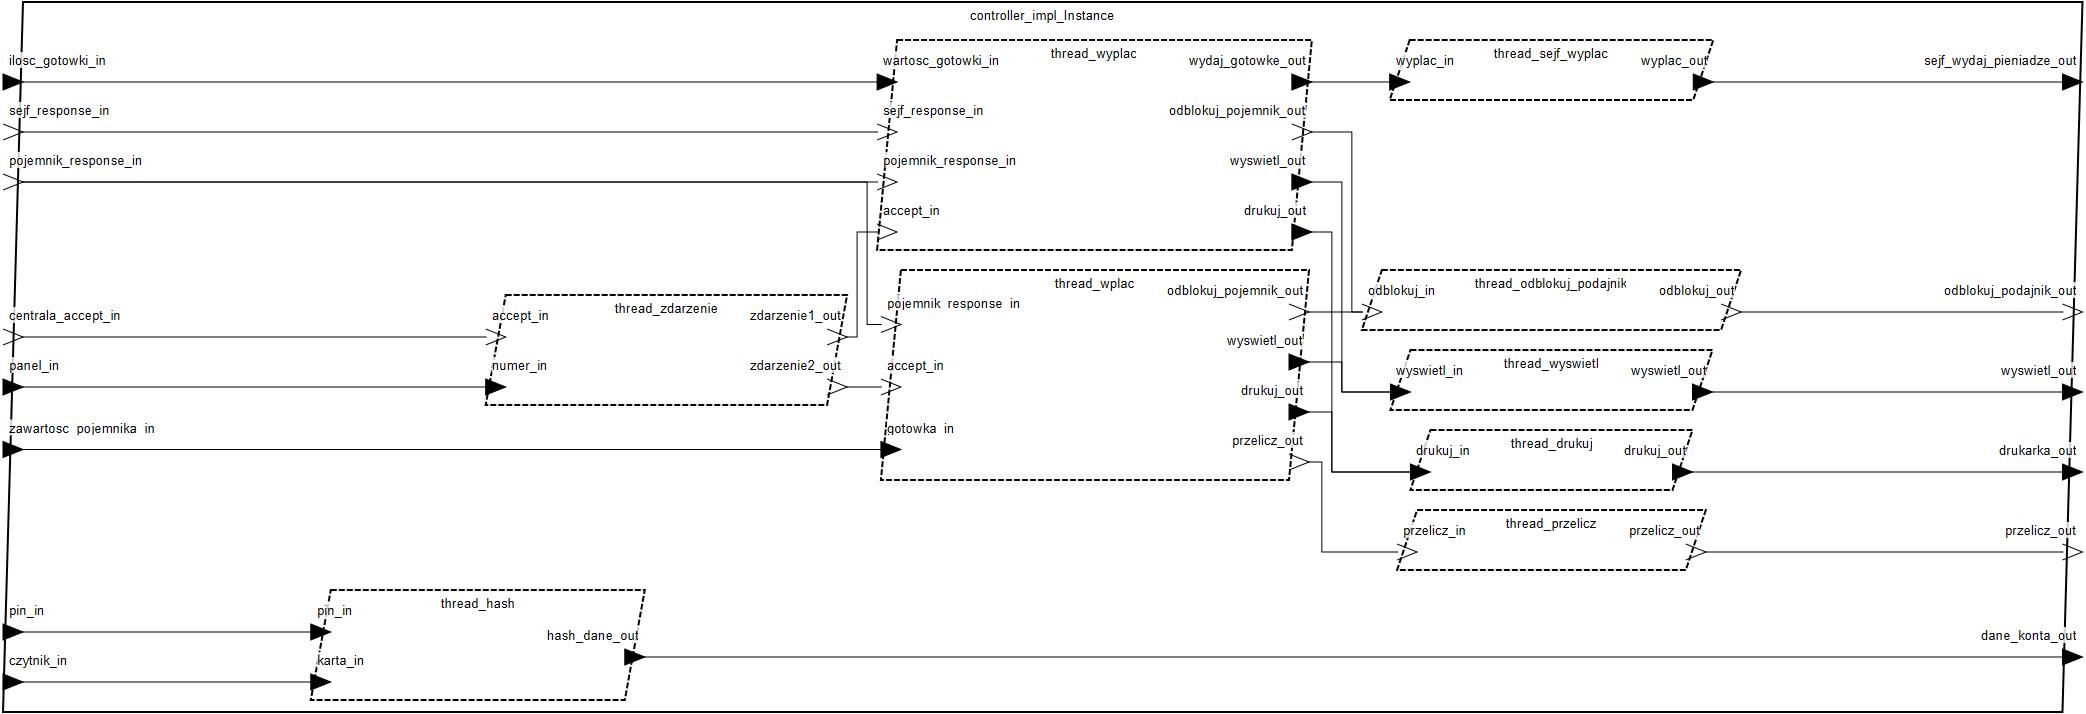 controller_impl_Instance
ilosc_gotowki_in
sejf_response_in
pojemnik_response_in
centrala_accept_in
panel_in
zawartosc_pojemnika_in
pin_in
czytnik_in
thread_wyplac
wartosc_gotowki_in
sejf_response_in
pojemnik_response_in
accept_in
wydaj_gotowke_out
odblokuj_pojemnik_out
wyswietl_out
drukuj_out
thread_sejf_wyplac
wyplac_in
wyplac_out
sejf_wydaj_pieniadze_out
thread_zdarzenie
accept_in
numer_in
zdarzenie1_out
zdarzenie2_out
thread_wplac
pojemnik_response_in
accept_in
gotowka_in
odblokuj_pojemnik_out
wyswietl_out
drukuj_out
przelicz_out
thread_odblokuj_podajnik
odblokuj_in
odblokuj_out
odblokuj_podajnik_out
thread_wyswietl
wyswietl_in
wyswietl_out
wyswietl_out
thread_drukuj
drukuj_in
drukuj_out
drukarka_out
thread_przelicz
przelicz_in
przelicz_out
przelicz_out
thread_hash
pin_in
karta_in
hash_dane_out
dane_konta_out